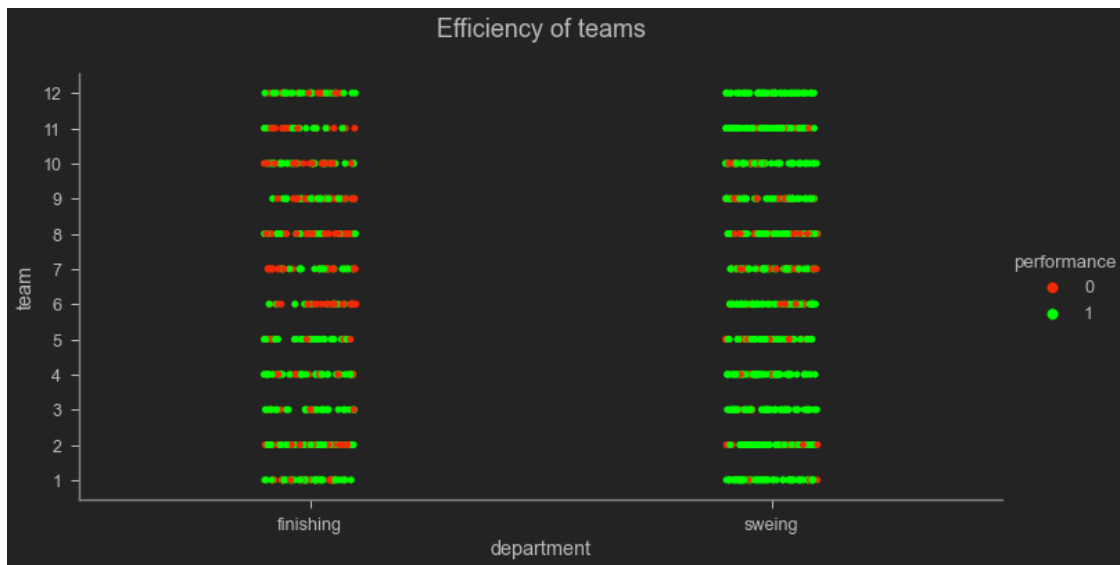 Efficiency of teams
12
11
10
9
8
7
6
5
4
3
2
1
team
finishing
sweing
department
performance
0
1